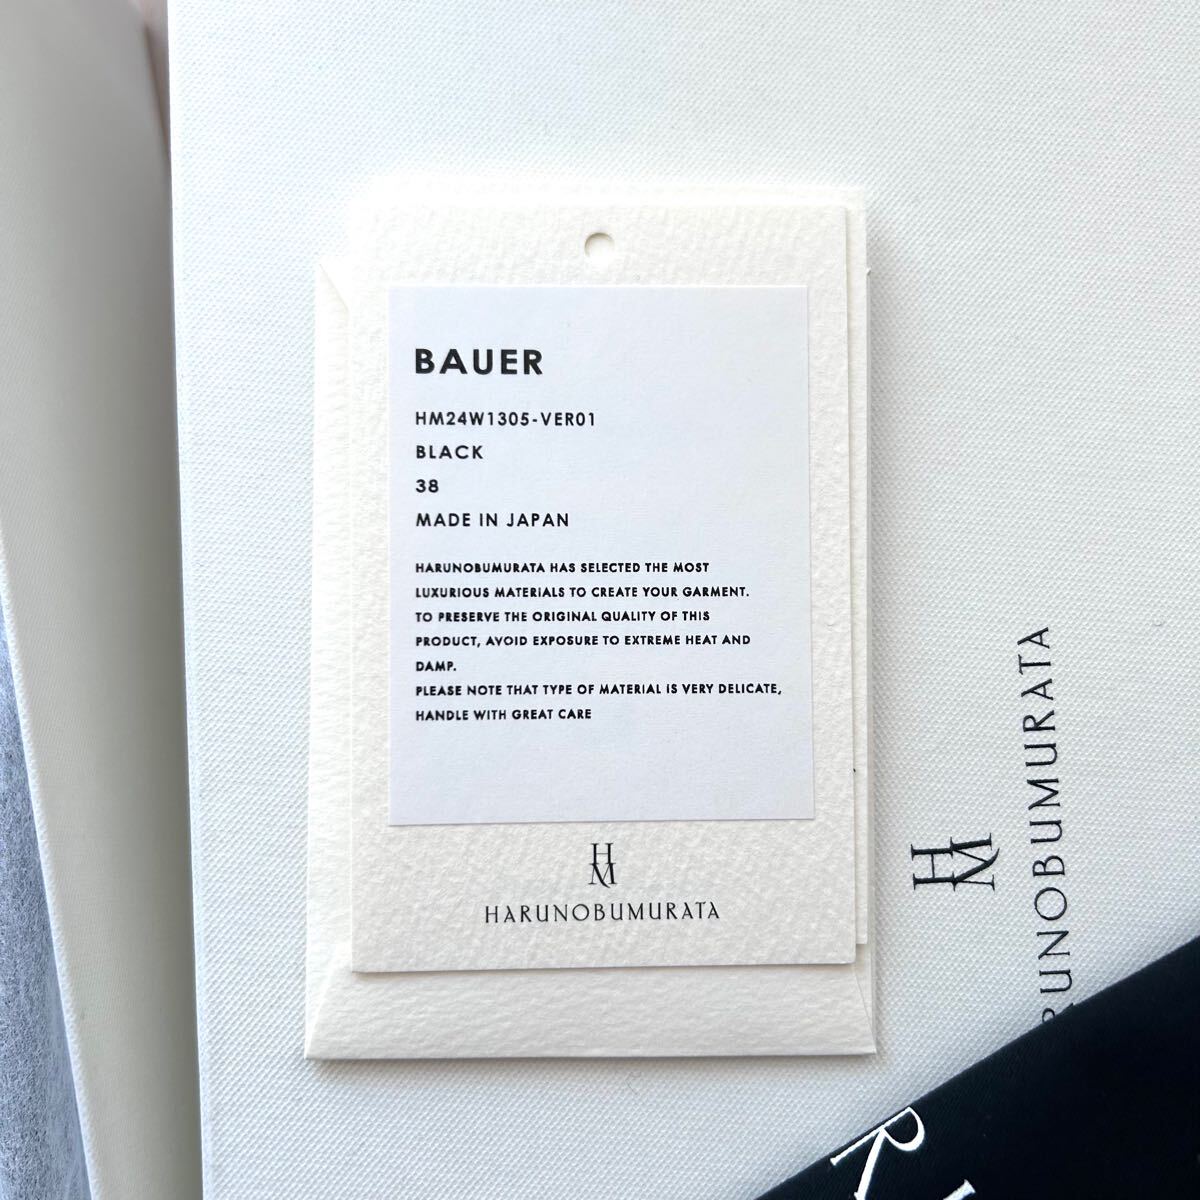 BAUER
HM24W1305-VER01
BLACK
38
MADE IN JAPAN
HARUNOBUMURATA HAS SELECTED THE MOST
LUXURIOUS MATERIALS TO CREATE YOUR GARMENT.
TO PRESERVE THE ORIGINAL QUALITY OF THIS
PRODUCT, AVOID EXPOSURE TO EXTREME HEAT AND
DAMP.
PLEASE NOTE THAT TYPE OF MATERIAL IS VERY DELICATE,
HANDLE WITH GREAT CARE
HM
HARUNOBUMURATA
HM
RUNOBUMURATA